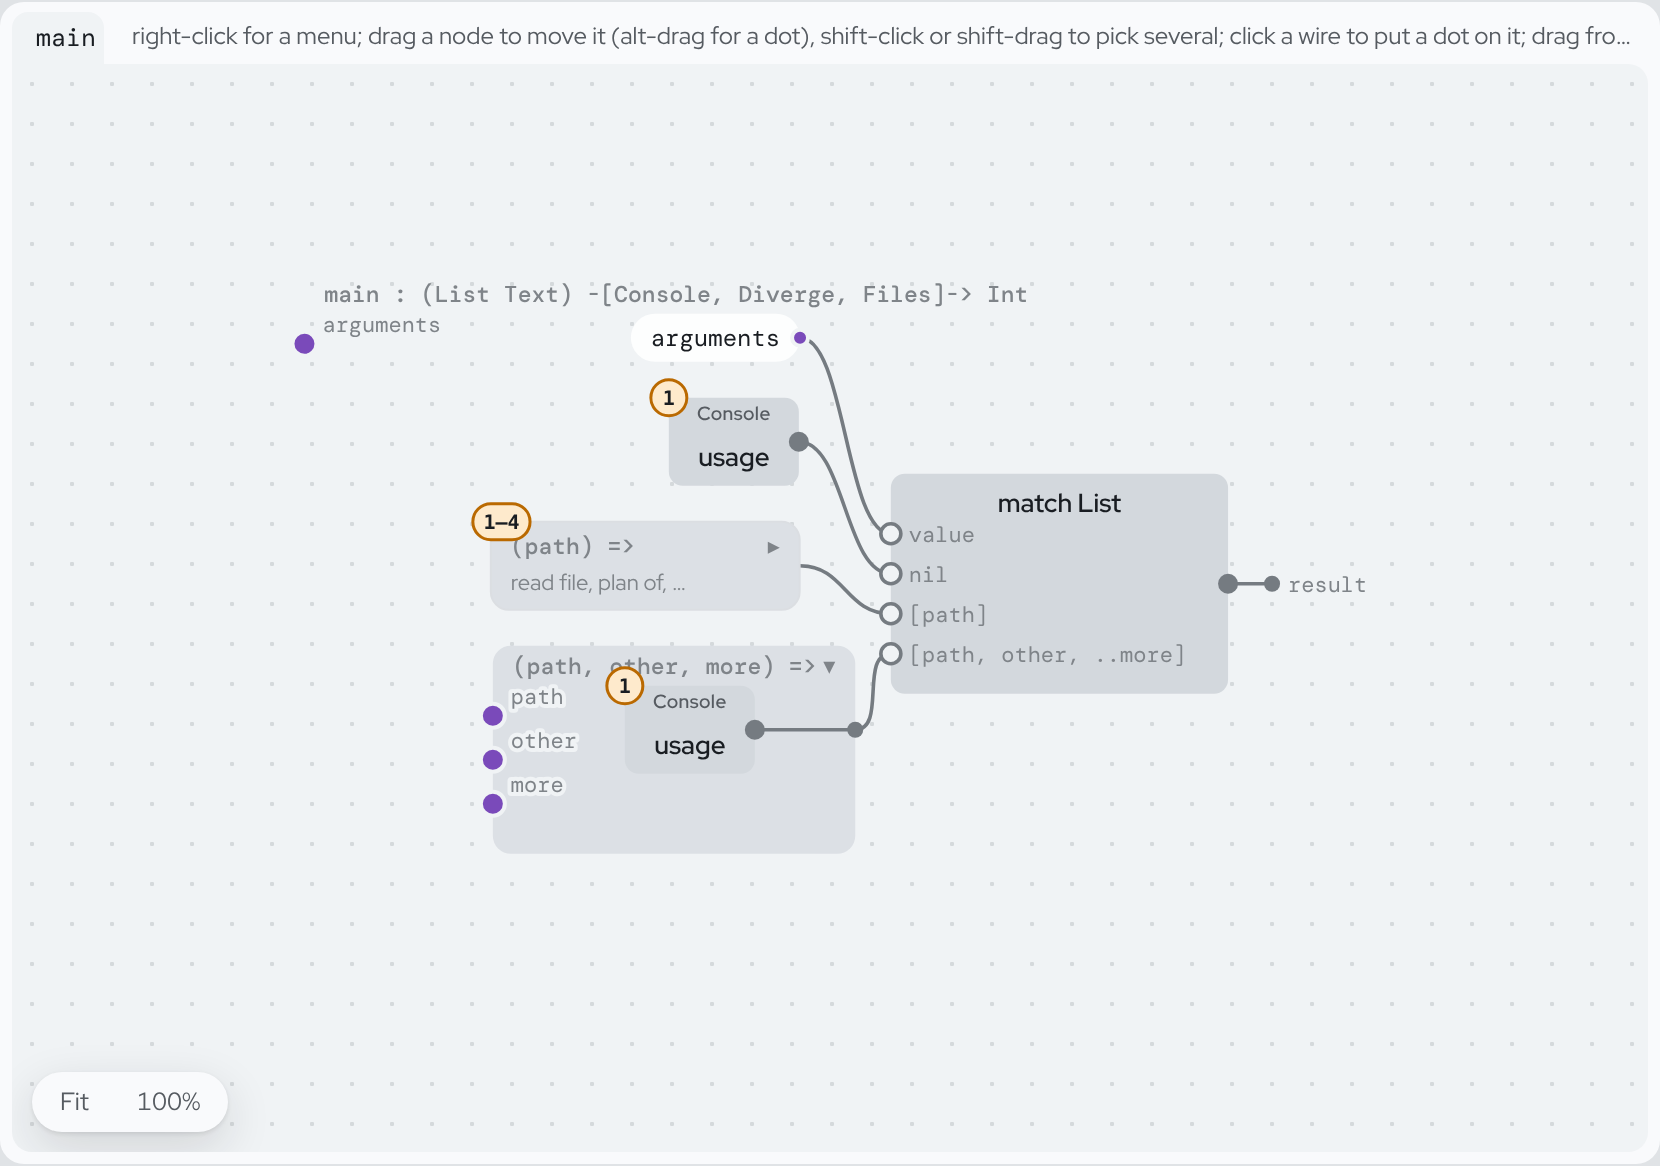 main
right-click for a menu; drag a node to move it (alt-drag for a dot), shift-click or shift-drag to pick several; click a wire to put a dot on it; drag fro...
main : (List Text) -[Console, Diverge, Files]-> Int
arguments
arguments
1
Console
usage
match List
value
nil
[path]
[path, other, ..more]
result
1–4
(path) =>
read file, plan of, ...
(path, other, more) =>
path
other
more
1
Console
usage
Fit
100%